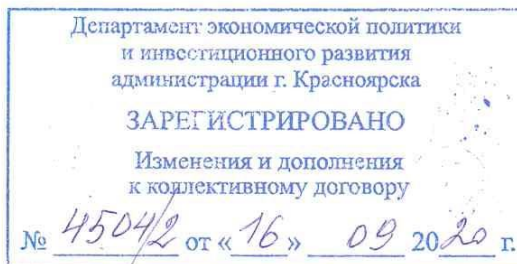 Департамент экономической политики
и инвестиционного развития
администрации г. Красноярска
ЗАРЕГИСТРИРОВАНО
Изменения и дополнения
к коллективному договору
№ 4504/2 от «16» 09 2020 г.